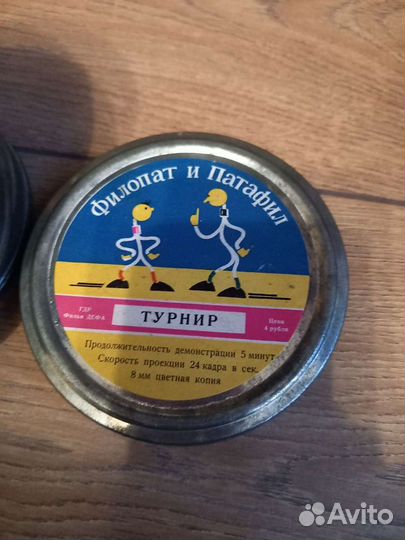 Филопат и Патафил
ГДР
Фильм ДЕФА
ТУРНИР
Цена
4 рубля
Продолжительность демонстрации 5 минут
Скорость проекции 24 кадра в сек.
8 мм цветная копия
Avito